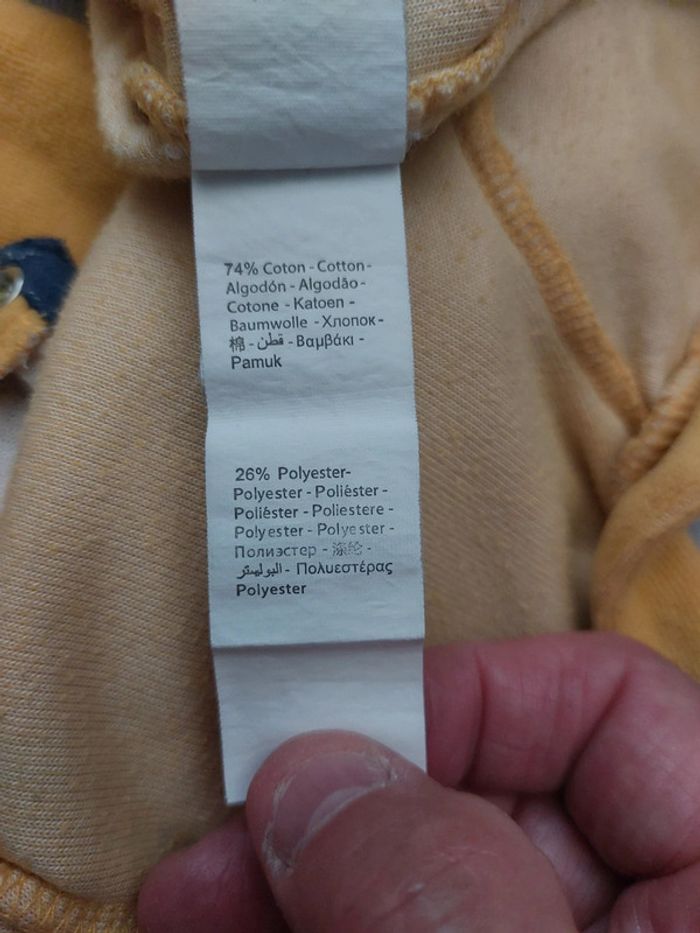 74% Coton - Cotton-
Algodón - Algodão-
Cotone - Katoen -
Baumwolle - Хлопок-
棉 - قطن - Βαμβάκι -
Pamuk
26% Polyester-
Polyester - Poliéster -
Poliéster - Poliestere -
Polyester - Polyester -
Полиэстер - 涤纶 -
البوليستر - Πολυεστέρας
Polyester